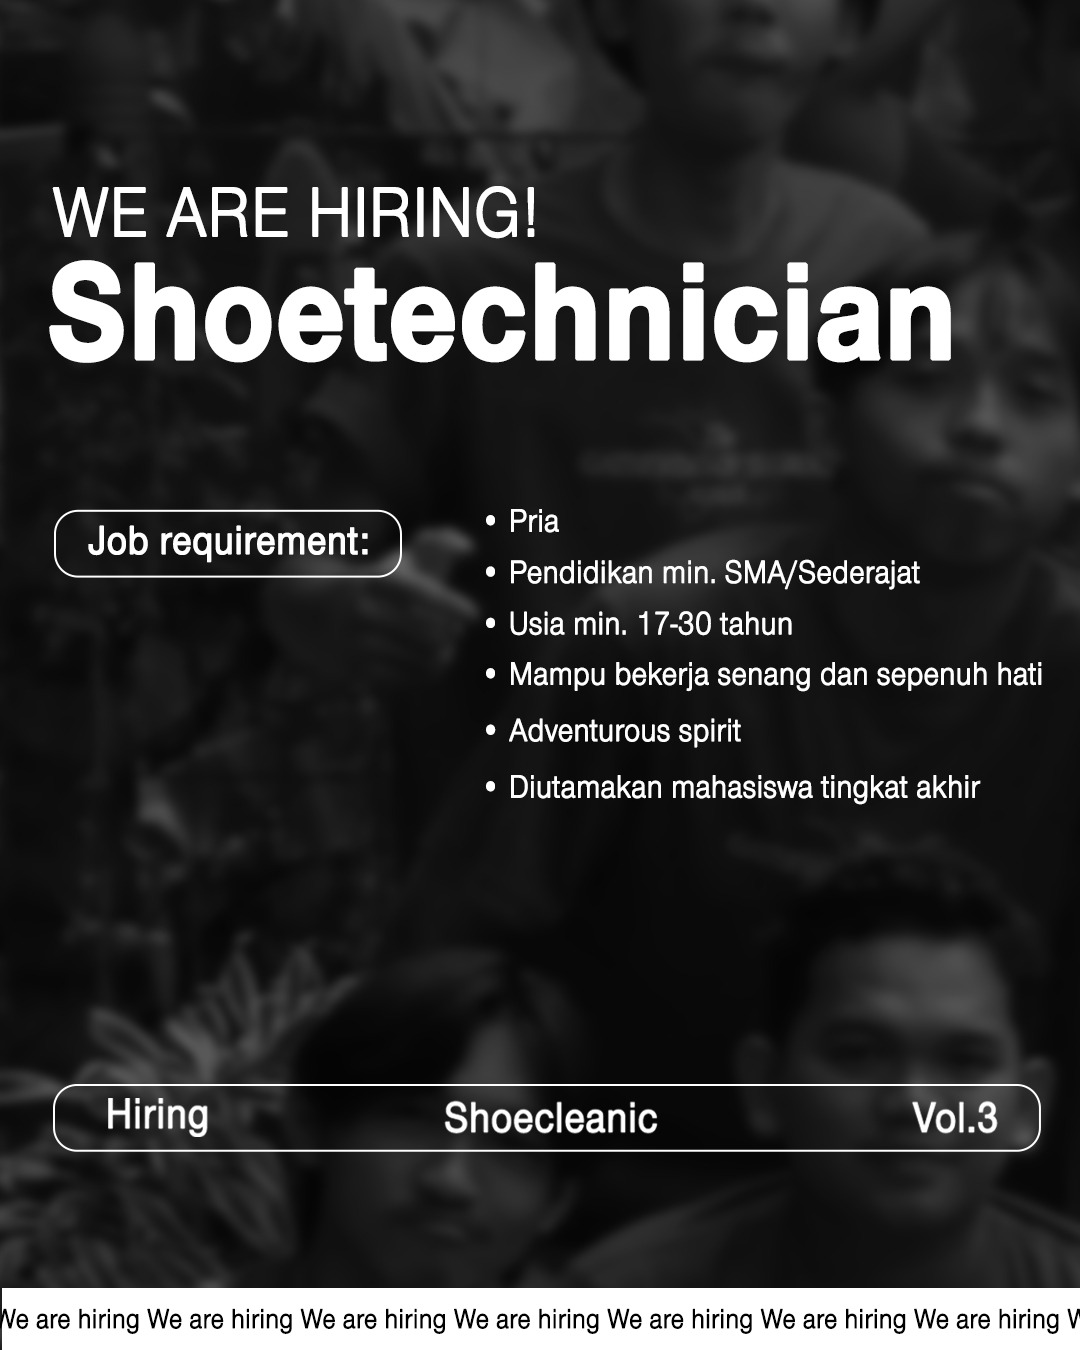 WE ARE HIRING!
Shoetechnician
Job requirement:
• Pria
• Pendidikan min. SMA/Sederajat
• Usia min. 17-30 tahun
• Mampu bekerja senang dan sepenuh hati
• Adventurous spirit
• Diutamakan mahasiswa tingkat akhir
Hiring Shoecleanic Vol.3
We are hiring We are hiring We are hiring We are hiring We are hiring We are hiring We are hiring